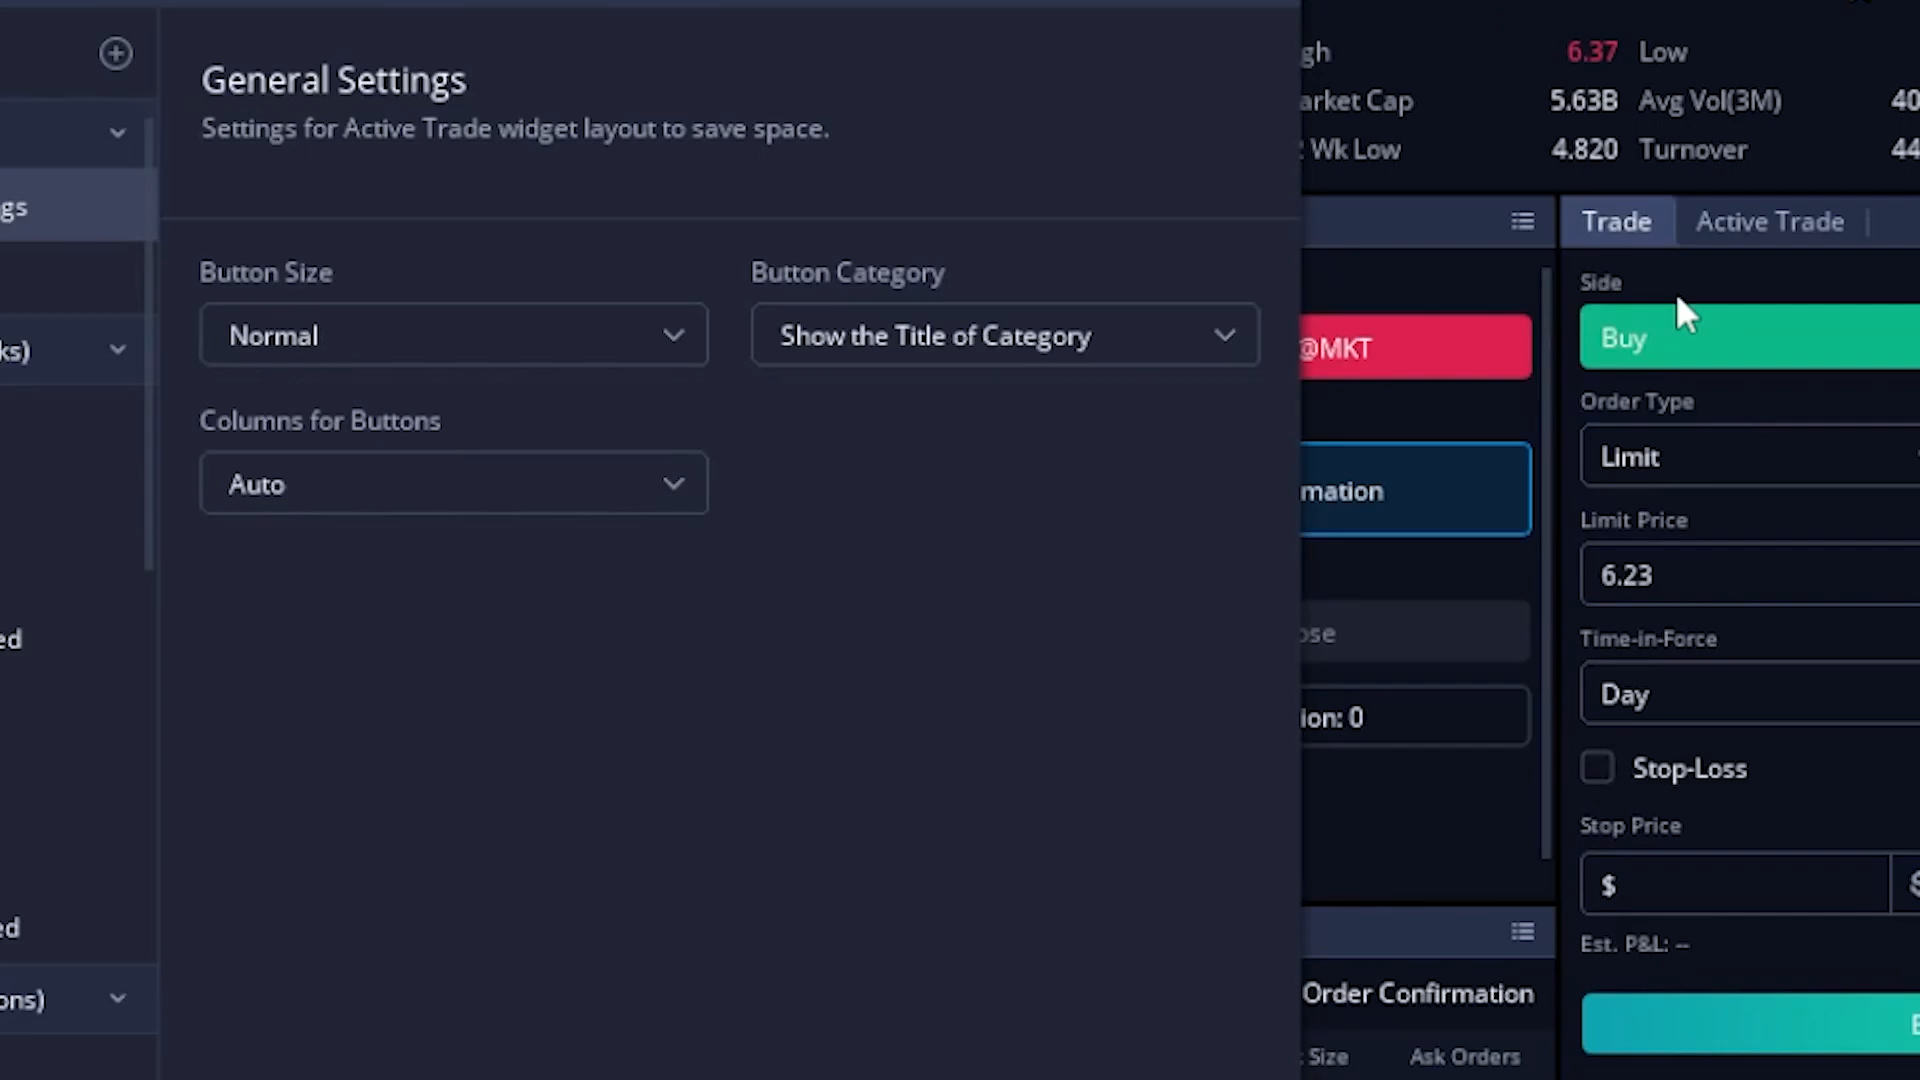 General Settings
Settings for Active Trade widget layout to save space.
gs
ks)
ed
ed
ons)
Button Size
Button Category
Normal
Show the Title of Category
Columns for Buttons
Auto
gh 6.37 Low
arket Cap 5.63B Avg Vol(3M) 40
Wk Low 4.820 Turnover 44
@MKT
mation
ose
ion: 0
Order Confirmation
Size Ask Orders
Trade Active Trade
Side
Buy
Order Type
Limit
Limit Price
6.23
Time-in-Force
Day
Stop-Loss
Stop Price
$
Est. P&L: --